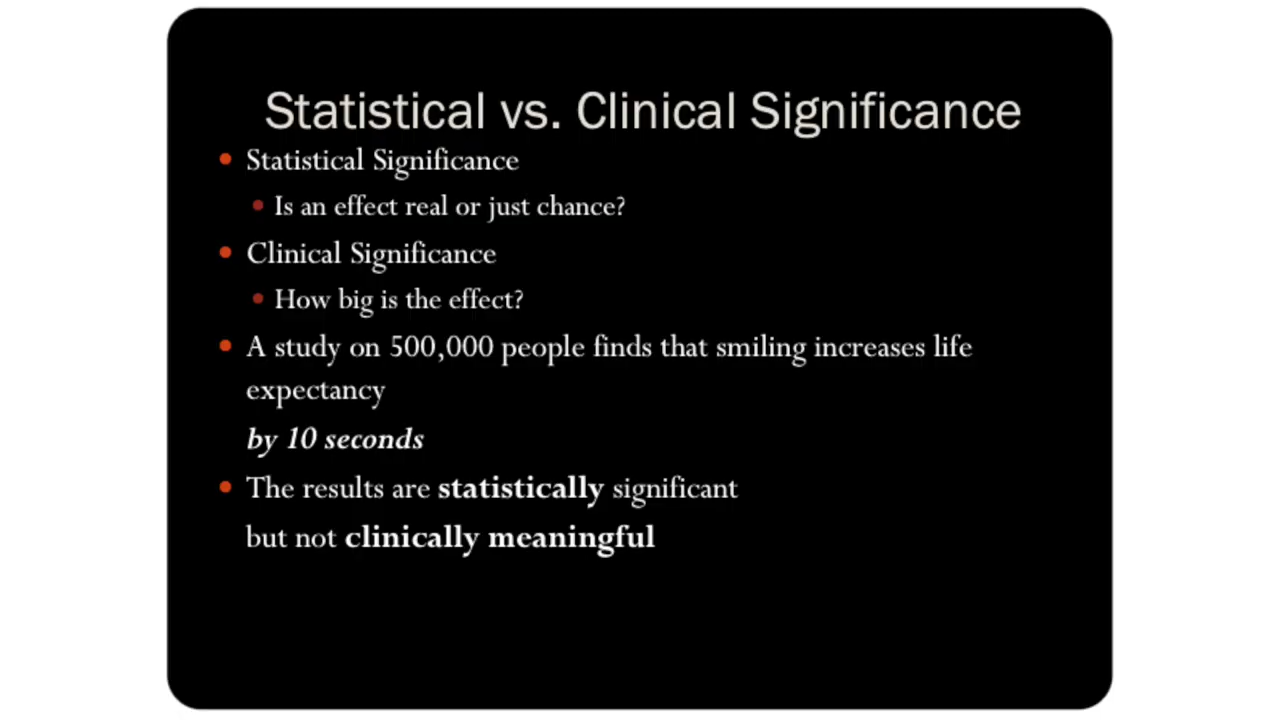 Statistical vs. Clinical Significance
Statistical Significance
Is an effect real or just chance?
Clinical Significance
How big is the effect?
A study on 500,000 people finds that smiling increases life
expectancy
by 10 seconds
The results are statistically significant
but not clinically meaningful